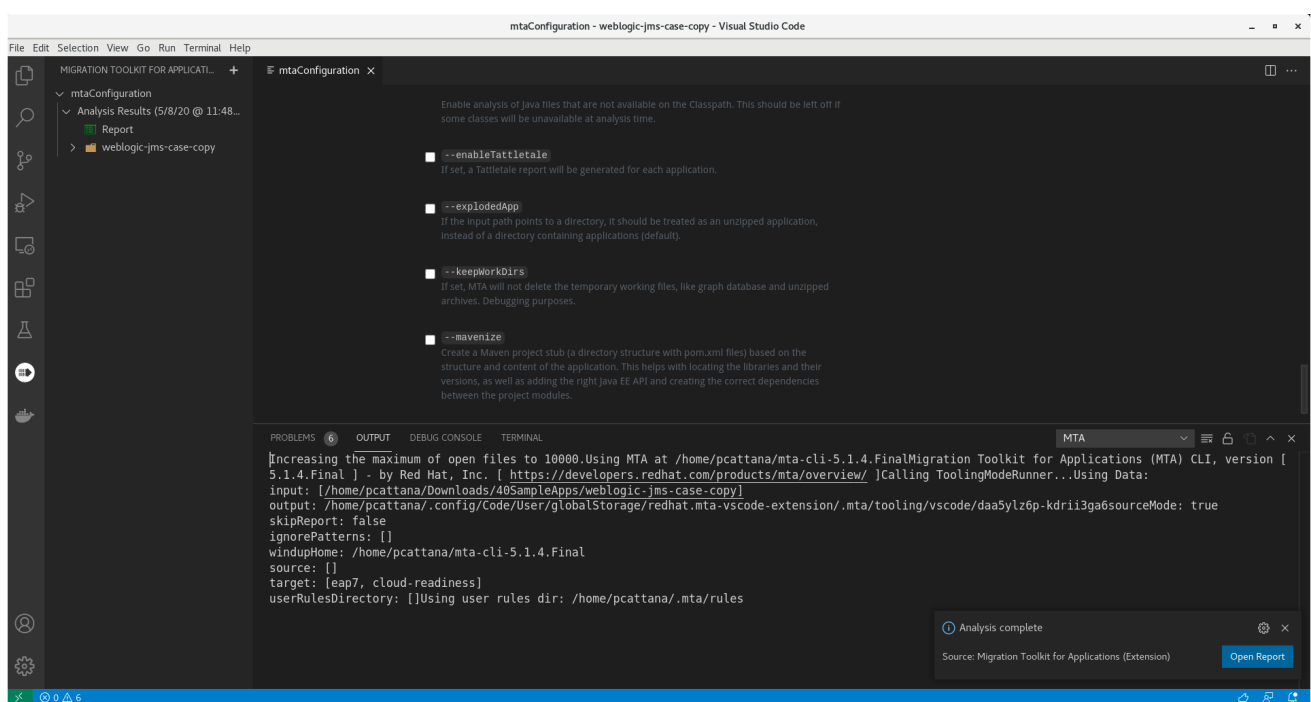 mtaConfiguration - weblogic-jms-case-copy - Visual Studio Code
File Edit Selection View Go Run Terminal Help
MIGRATION TOOLKIT FOR APPLICATI...
mtaConfiguration
Analysis Results (5/8/20 @ 11:48...
Report
weblogic-jms-case-copy
mtaConfiguration
Enable analysis of Java files that are not available on the Classpath. This should be left off if
some classes will be unavailable at analysis time.
--enableTattletale
If set, a Tattletale report will be generated for each application.
--explodedApp
If the input path points to a directory, it should be treated as an unzipped application,
instead of a directory containing applications (default).
--keepWorkDirs
If set, MTA will not delete the temporary working files, like graph database and unzipped
archives. Debugging purposes.
--mavenize
Create a Maven project stub (a directory structure with pom.xml files) based on the
structure and content of the application. This helps with locating the libraries and their
versions, as well as adding the right Java EE API and creating the correct dependencies
between the project modules.
PROBLEMS 6 OUTPUT DEBUG CONSOLE TERMINAL MTA
Increasing the maximum of open files to 10000.Using MTA at /home/pcattana/mta-cli-5.1.4.FinalMigration Toolkit for Applications (MTA) CLI, version [
5.1.4.Final ] - by Red Hat, Inc. [ https://developers.redhat.com/products/mta/overview/ ]Calling ToolingModeRunner...Using Data:
input: [/home/pcattana/Downloads/40SampleApps/weblogic-jms-case-copy]
output: /home/pcattana/.config/Code/User/globalStorage/redhat.mta-vscode-extension/.mta/tooling/vscode/daa5ylz6p-kdrii3ga6sourceMode: true
skipReport: false
ignorePatterns: []
windupHome: /home/pcattana/mta-cli-5.1.4.Final
source: []
target: [eap7, cloud-readiness]
userRulesDirectory: []Using user rules dir: /home/pcattana/.mta/rules
Analysis complete
Source: Migration Toolkit for Applications (Extension)
Open Report
0 6